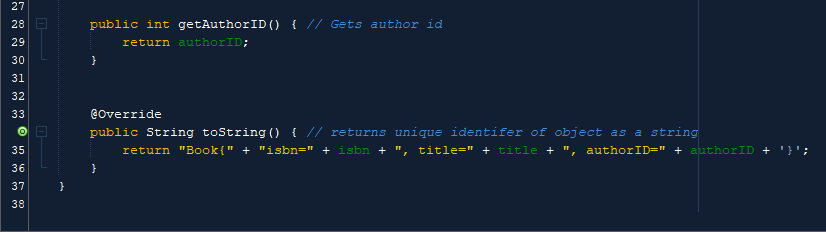 27
28 public int getAuthorID() { // Gets author id
29 return authorID;
30 }
31
32
33 @Override
public String toString() { // returns unique identifer of object as a string
35 return "Book{" + "isbn=" + isbn + ", title=" + title + ", authorID=" + authorID + '}';
36 }
37 }
38